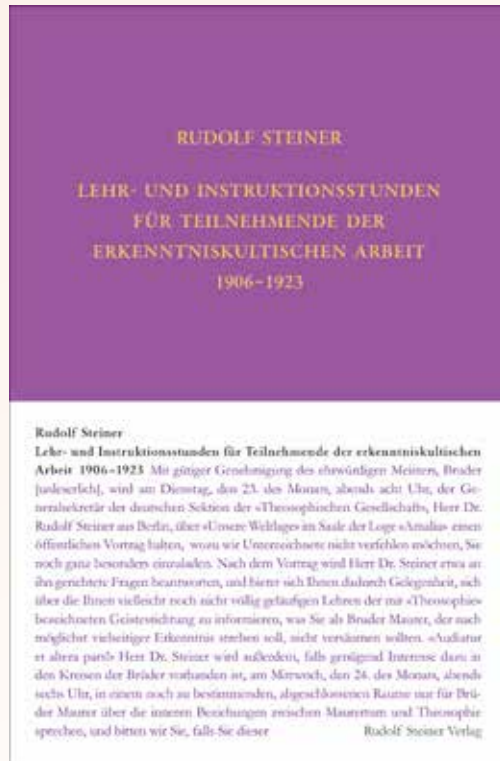 RUDOLF STEINER
LEHR- UND INSTRUKTIONSSTUNDEN
FÜR TEILNEHMENDE DER
ERKENNTNISKULTISCHEN ARBEIT
1906–1923
Rudolf Steiner
Lehr- und Instruktionsstunden für Teilnehmende der erkenntniskultischen
Arbeit 1906–1923 Mit gütiger Genehmigung des ehrwürdigen Meisters, Bruder
[unleserlich], wird am Dienstag, den 23. des Monats, abends acht Uhr, der Ge-
neralsekretär der deutschen Sektion der «Theosophischen Gesellschaft», Herr Dr.
Rudolf Steiner aus Berlin, über «Unsere Weltlage» im Saale der Loge «Amalia» einen
öffentlichen Vortrag halten, wozu wir Unterzeichnete nicht verfehlen möchten, Sie
noch ganz besonders einzuladen. Nach dem Vortrag wird Herr Dr. Steiner etwa an
ihn gerichtete Fragen beantworten, und bietet sich Ihnen dadurch Gelegenheit, sich
über die Ihnen vielleicht noch nicht völlig geläufigen Lehren der mit «Theosophie»
bezeichneten Geistesrichtung zu informieren, was Sie als Bruder Maurer, der nach
möglichst vielseitiger Erkenntnis streben soll, nicht versäumen sollten. «Audiatur
et altera pars!» Herr Dr. Steiner wird außerdem, falls genügend Interesse dazu in
den Kreisen der Brüder vorhanden ist, am Mittwoch, den 24. des Monats, abends
sechs Uhr, in einem noch zu bestimmenden, abgeschlossenen Raume nur für Brü-
der Maurer über die inneren Beziehungen zwischen Maurertum und Theosophie
sprechen, und bitten wir Sie, falls Sie dieser Rudolf Steiner Verlag